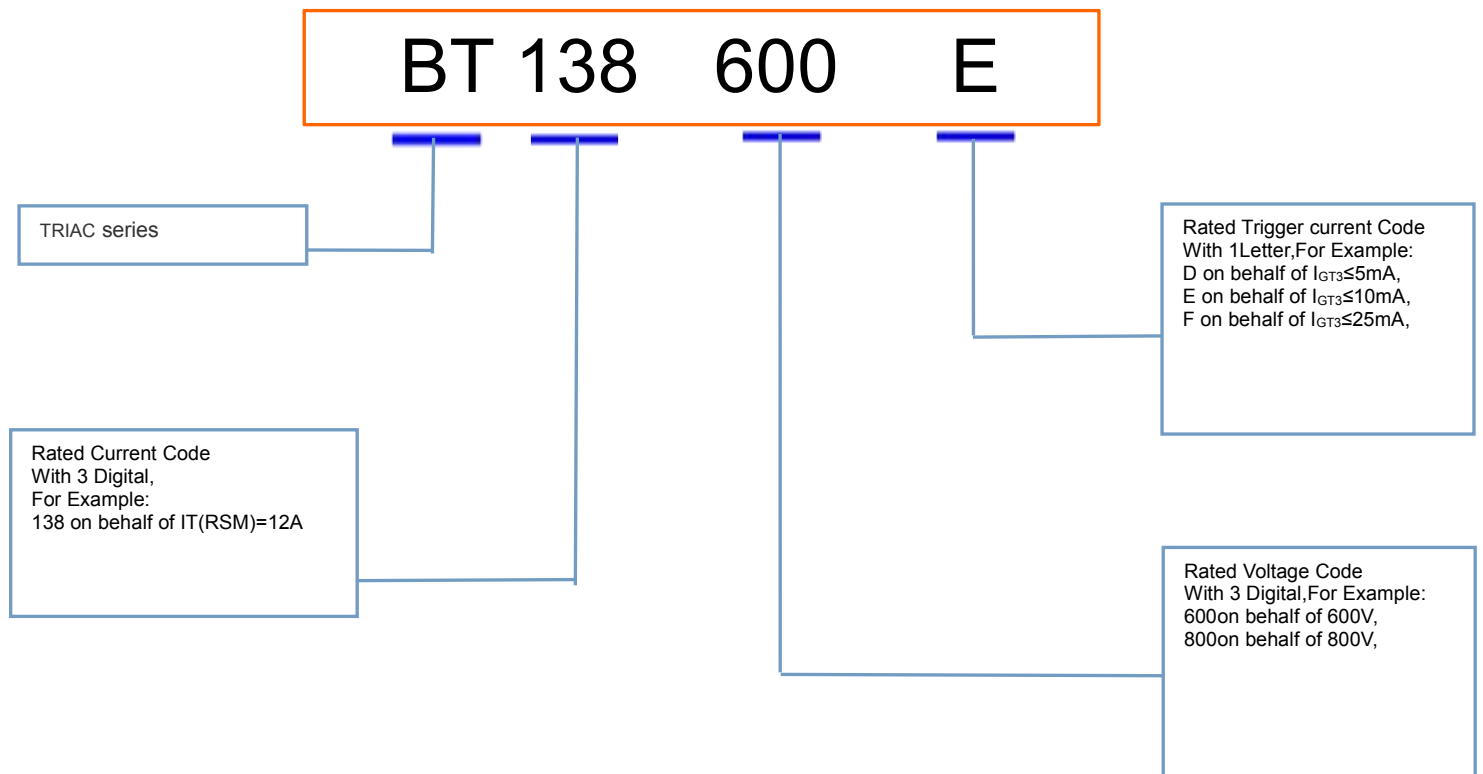 BT 138 600 E
TRIAC series
Rated Trigger current Code
With 1Letter,For Example:
D on behalf of IGT3≤5mA,
E on behalf of IGT3≤10mA,
F on behalf of IGT3≤25mA,
Rated Current Code
With 3 Digital,
For Example:
138 on behalf of IT(RSM)=12A
Rated Voltage Code
With 3 Digital,For Example:
600on behalf of 600V,
800on behalf of 800V,